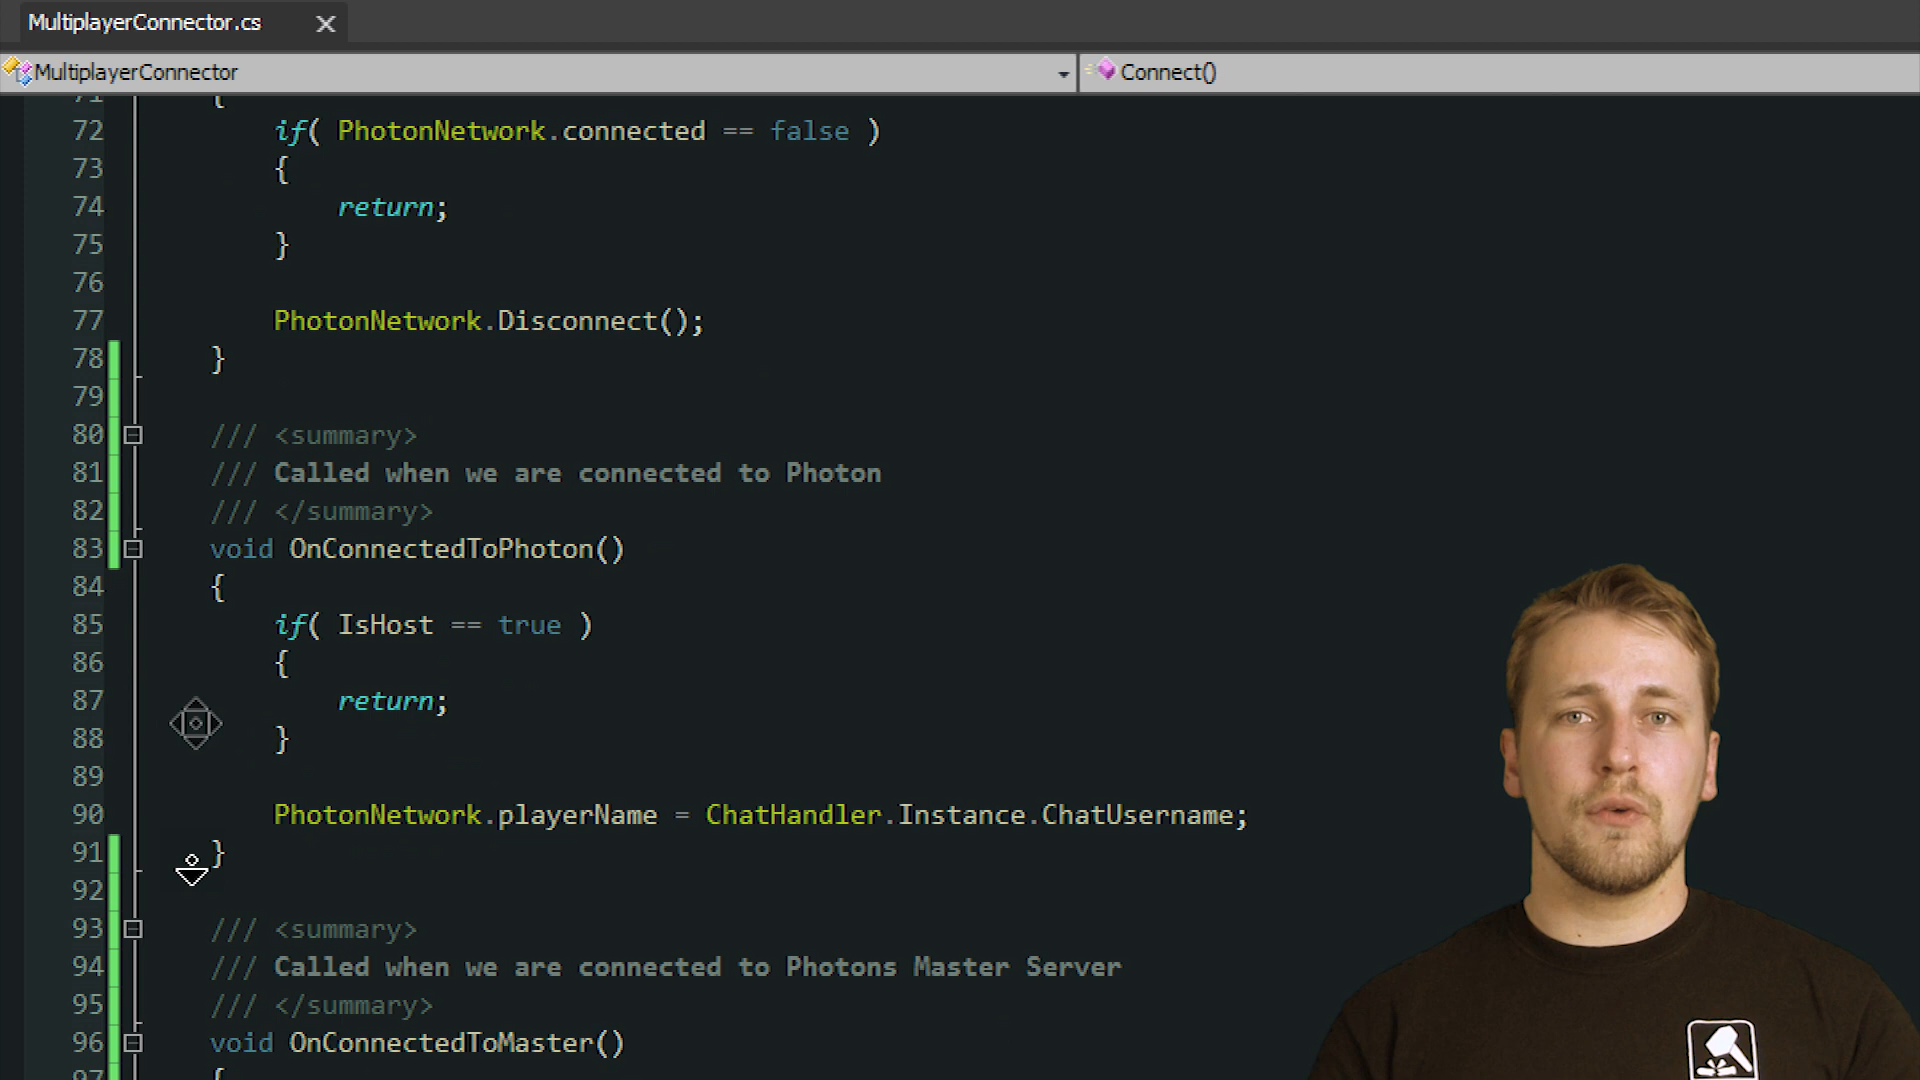 MultiplayerConnector.cs
MultiplayerConnector
Connect()
71 {
72 if( PhotonNetwork.connected == false )
73 {
74 return;
75 }
76
77 PhotonNetwork.Disconnect();
78 }
79
80 /// <summary>
81 /// Called when we are connected to Photon
82 /// </summary>
83 void OnConnectedToPhoton()
84 {
85 if( IsHost == true )
86 {
87 return;
88 }
89
90 PhotonNetwork.playerName = ChatHandler.Instance.ChatUsername;
91 }
92
93 /// <summary>
94 /// Called when we are connected to Photons Master Server
95 /// </summary>
96 void OnConnectedToMaster()
97 {